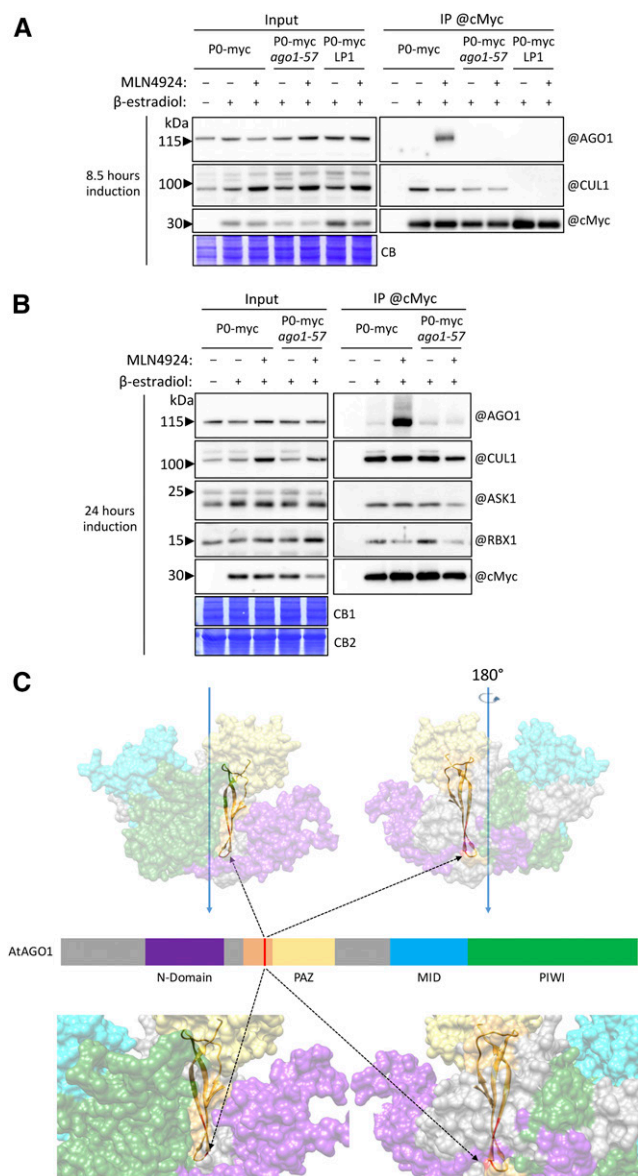 A
Input
IP @cMyc
P0-myc
P0-myc
ago1-57
P0-myc
LP1
P0-myc
P0-myc
ago1-57
P0-myc
LP1
MLN4924: – – + – + – + – – + – + – +
β-estradiol: – + + + + + + – + + + + + +
kDa
115
@AGO1
8.5 hours
induction
100
@CUL1
30
@cMyc
CB
B
Input
IP @cMyc
P0-myc
P0-myc
ago1-57
P0-myc
P0-myc
ago1-57
MLN4924: – – + – + – – + – +
β-estradiol: – + + + + – + + + +
kDa
115
@AGO1
100
@CUL1
25
@ASK1
24 hours
induction
15
@RBX1
30
@cMyc
CB1
CB2
C
180°
AtAGO1
N-Domain
PAZ
MID
PIWI